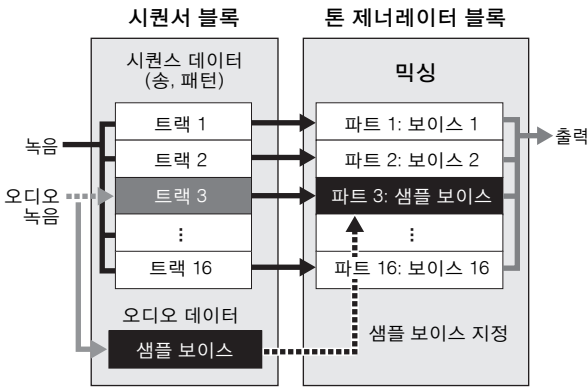 시퀀서 블록
톤 제너레이터 블록
시퀀스 데이터
(송, 패턴)
믹싱
녹음
트랙 1
트랙 2
트랙 3
⋮
트랙 16
파트 1: 보이스 1
파트 2: 보이스 2
파트 3: 샘플 보이스
⋮
파트 16: 보이스 16
출력
오디오
녹음
오디오 데이터
샘플 보이스
샘플 보이스 지정